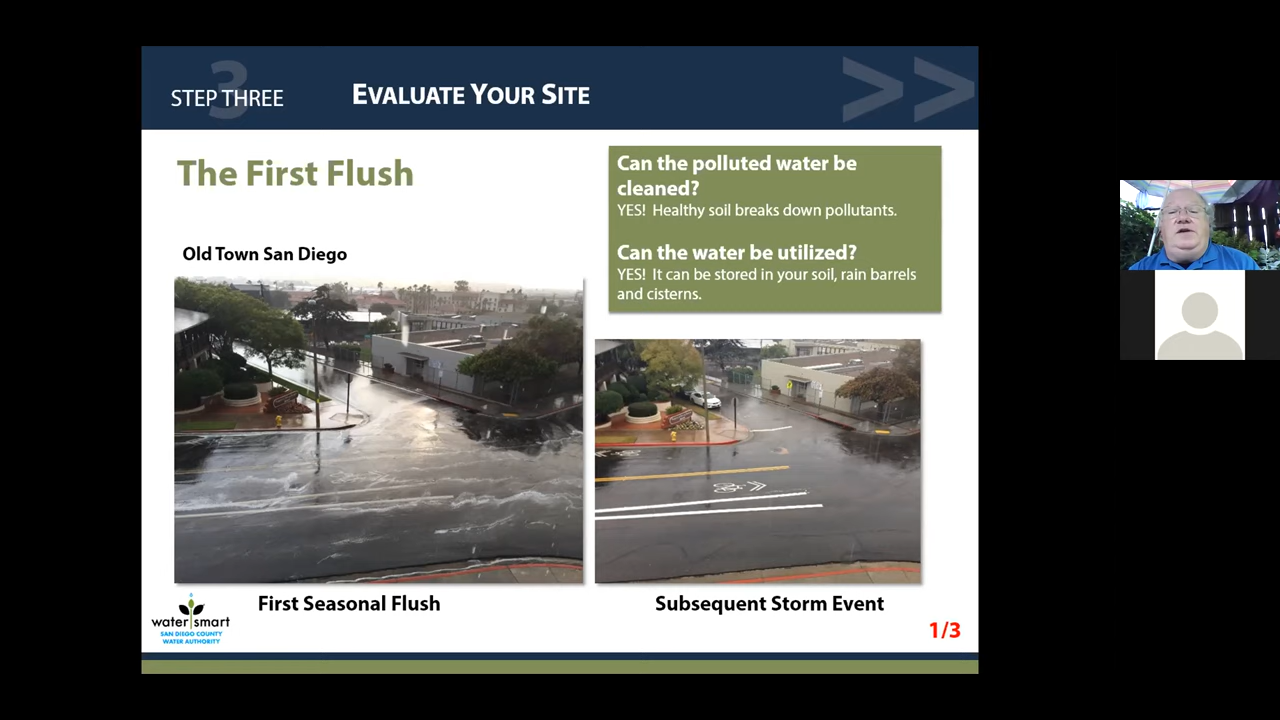 STEP THREE
3
EVALUATE YOUR SITE
>>
The First Flush
Can the polluted water be
cleaned?
YES! Healthy soil breaks down pollutants.
Can the water be utilized?
YES! It can be stored in your soil, rain barrels
and cisterns.
Old Town San Diego
First Seasonal Flush
Subsequent Storm Event
water smart
SAN DIEGO COUNTY
WATER AUTHORITY
1/3